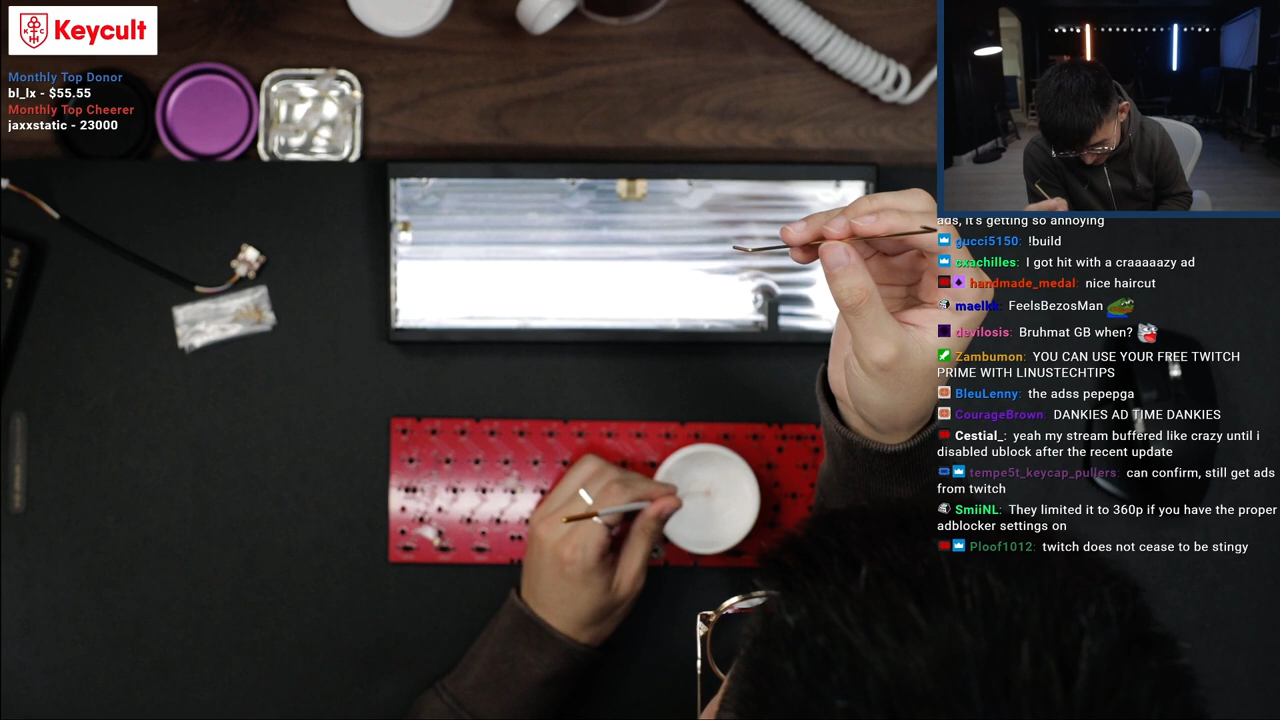 Keycult
Monthly Top Donor
bl_lx - $55.55
Monthly Top Cheerer
jaxxstatic - 23000
ads, it's getting so annoying
gucci5150: !build
cxachilles: I got hit with a craaaaazy ad
handmade_medal: nice haircut
maelkk: FeelsBezosMan
devilosis: Bruhmat GB when?
Zambumon: YOU CAN USE YOUR FREE TWITCH
PRIME WITH LINUSTECHTIPS
BleuLenny: the adss pepepga
CourageBrown: DANKIES AD TIME DANKIES
Cestial_: yeah my stream buffered like crazy until i
disabled ublock after the recent update
tempe5t_keycap_pullers: can confirm, still get ads
from twitch
SmiiNL: They limited it to 360p if you have the proper
adblocker settings on
Ploof1012: twitch does not cease to be stingy